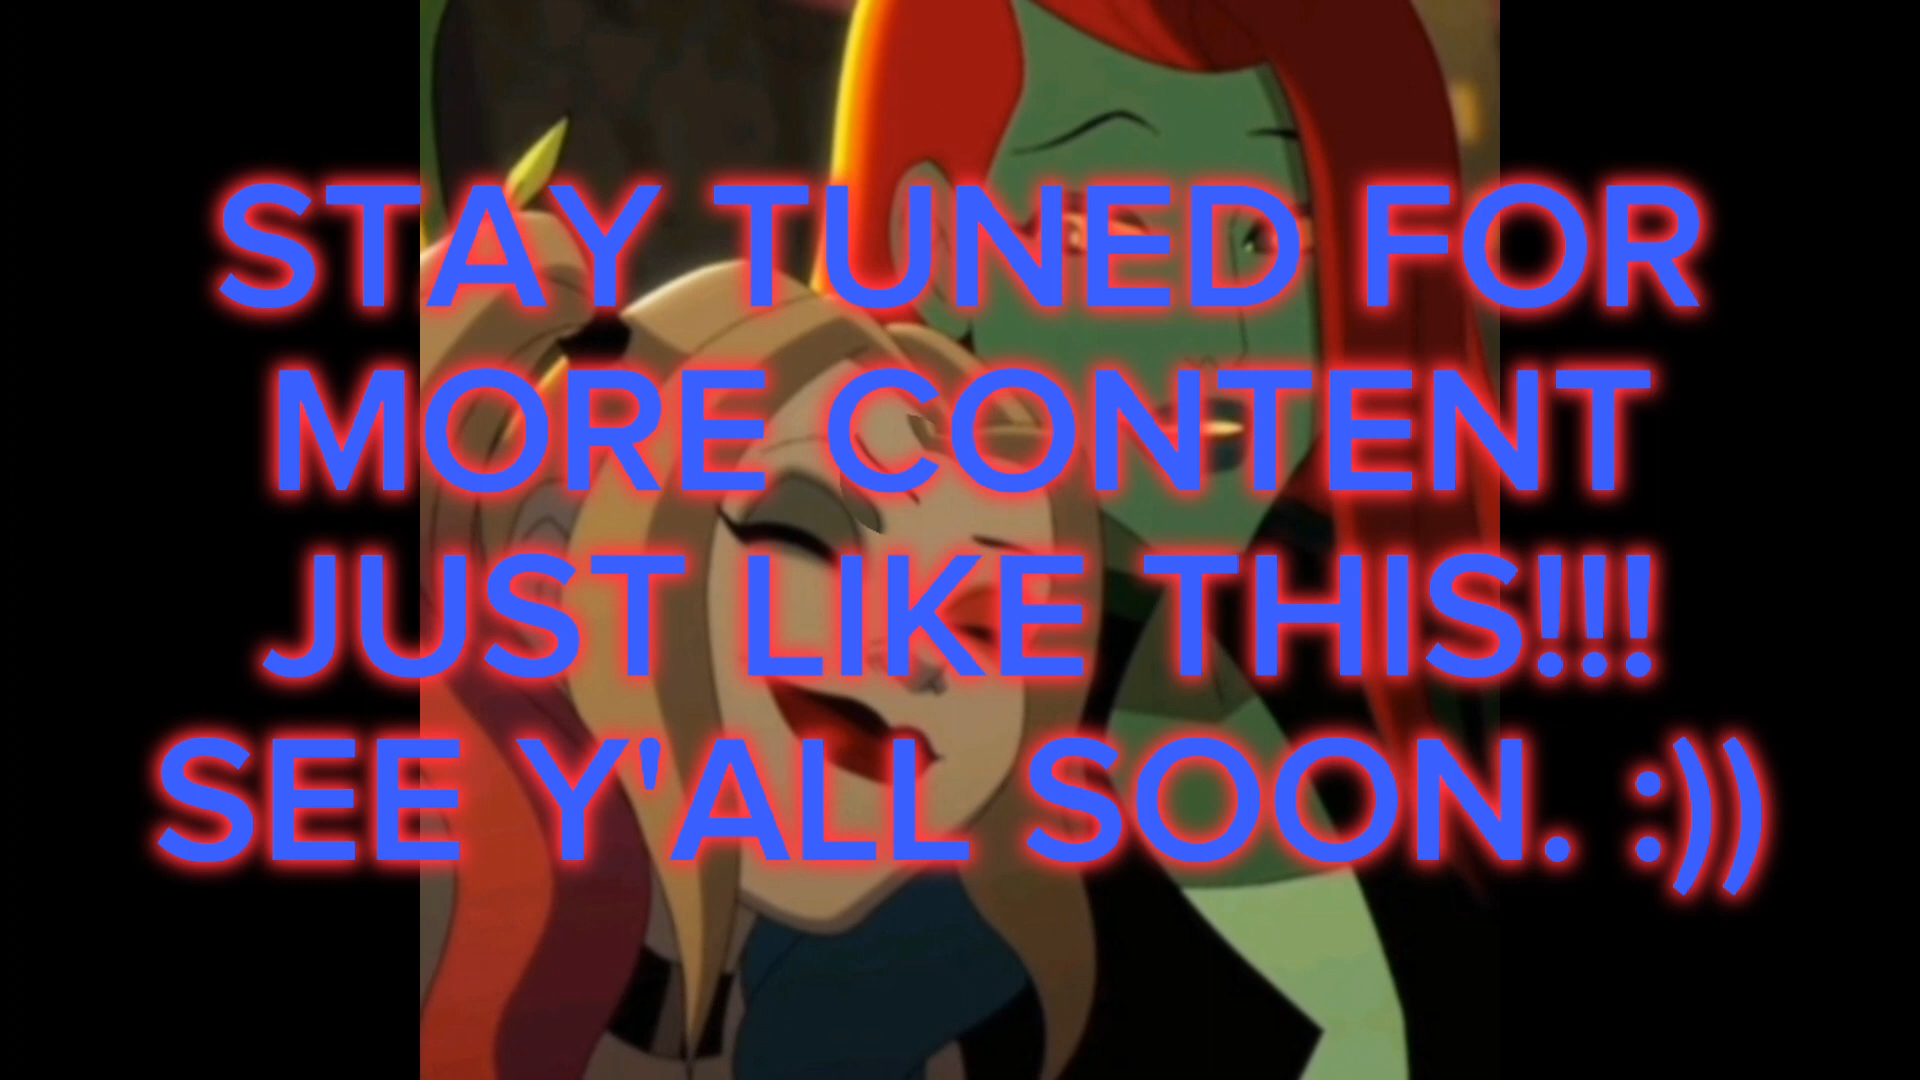 STAY TUNED FOR
MORE CONTENT
JUST LIKE THIS!!!
SEE Y'ALL SOON. :))